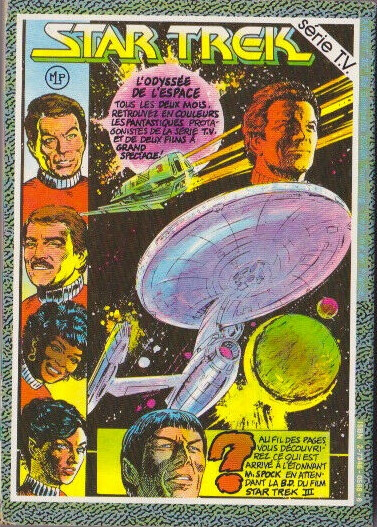 STAR TREK
série T.V.
MP
L'ODYSSÉE
DE L'ESPACE
TOUS LES DEUX MOIS,
RETROUVEZ EN COULEURS
LES FANTASTIQUES PROTA-
GONISTES DE LA SÉRIE T.V.
ET DE DEUX FILMS À
GRAND
SPECTACLE!
?
AU FIL DES PAGES
VOUS DÉCOUVRI-
REZ CE QUI EST
ARRIVÉ À L'ÉTONNANT
M. SPOCK EN ATTEN-
DANT LA B.D. DU FILM
STAR TREK III